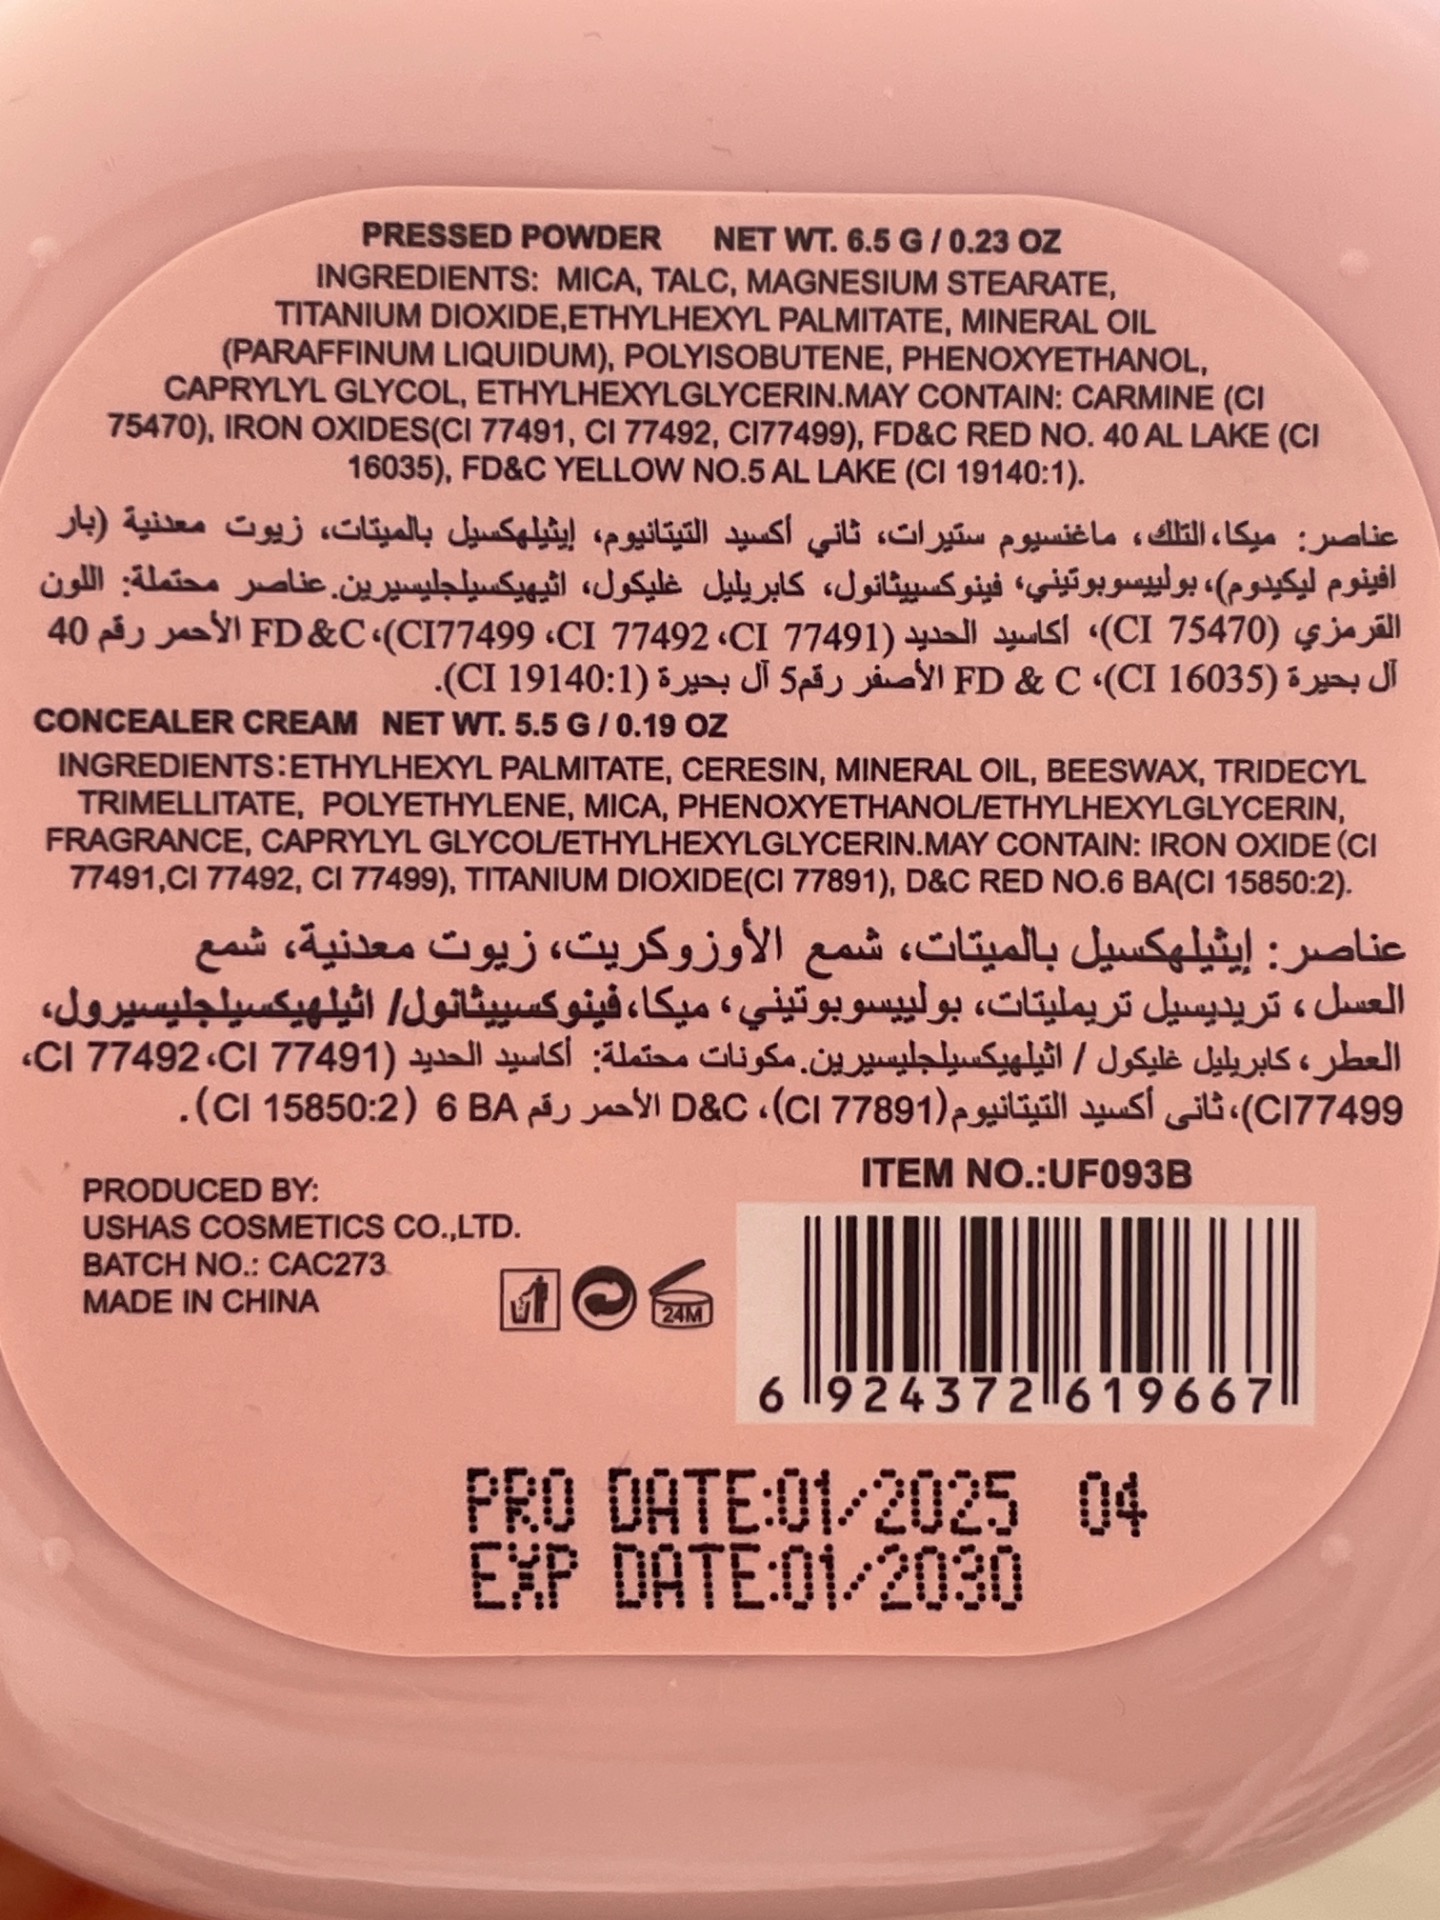 PRESSED POWDER NET WT. 6.5 G / 0.23 OZ
INGREDIENTS: MICA, TALC, MAGNESIUM STEARATE,
TITANIUM DIOXIDE,ETHYLHEXYL PALMITATE, MINERAL OIL
(PARAFFINUM LIQUIDUM), POLYISOBUTENE, PHENOXYETHANOL,
CAPRYLYL GLYCOL, ETHYLHEXYLGLYCERIN.MAY CONTAIN: CARMINE (CI
75470), IRON OXIDES(CI 77491, CI 77492, CI77499), FD&C RED NO. 40 AL LAKE (CI
16035), FD&C YELLOW NO.5 AL LAKE (CI 19140:1).
عناصر: ميكا،التلك، ماغنسيوم ستيرات، ثاني أكسيد التيتانيوم، إيثيلهكسيل بالميتات، زيوت معدنية (بار
افينوم ليكيدوم)، بولييسوبوتيني، فينوكسييثانول، كابريليل غليكول، اثيهيكسيلجليسيرين.عناصر محتملة: اللون
القرمزي (CI 75470)، أكاسيد الحديد (CI 77491، CI 77492، CI77499)، FD&C الأحمر رقم 40
آل بحيرة (CI 16035)، FD & C الأصفر رقم5 آل بحيرة (CI 19140:1).
CONCEALER CREAM NET WT. 5.5 G / 0.19 OZ
INGREDIENTS:ETHYLHEXYL PALMITATE, CERESIN, MINERAL OIL, BEESWAX, TRIDECYL
TRIMELLITATE, POLYETHYLENE, MICA, PHENOXYETHANOL/ETHYLHEXYLGLYCERIN,
FRAGRANCE, CAPRYLYL GLYCOL/ETHYLHEXYLGLYCERIN.MAY CONTAIN: IRON OXIDE (CI
77491,CI 77492, CI 77499), TITANIUM DIOXIDE(CI 77891), D&C RED NO.6 BA(CI 15850:2).
عناصر: إيثيلهكسيل بالميتات، شمع الأوزوكريت، زيوت معدنية، شمع
العسل، تريديسيل تريمليتات، بولييسوبوتيني، ميكا،فينوكسييثانول/ اثيلهيكسيلجليسيرول،
العطر، كابريليل غليكول / اثيلهيكسيلجليسيرين.مكونات محتملة: أكاسيد الحديد (CI 77491، CI 77492،
CI77499)،ثانى أكسيد التيتانيوم(CI 77891)، D&C الأحمر رقم 6 BA (CI 15850:2).
PRODUCED BY:
USHAS COSMETICS CO.,LTD.
BATCH NO.: CAC273
MADE IN CHINA
24M
ITEM NO.:UF093B
6 924372 619667
PRO DATE:01/2025 04
EXP DATE:01/2030